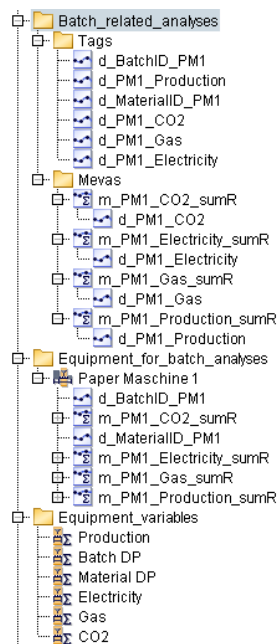 Batch_related_analyses
Tags
d_BatchID_PM1
d_PM1_Production
d_MaterialID_PM1
d_PM1_CO2
d_PM1_Gas
d_PM1_Electricity
Mevas
m_PM1_CO2_sumR
d_PM1_CO2
m_PM1_Electricity_sumR
d_PM1_Electricity
m_PM1_Gas_sumR
d_PM1_Gas
m_PM1_Production_sumR
d_PM1_Production
Equipment_for_batch_analyses
Paper Maschine 1
d_BatchID_PM1
m_PM1_CO2_sumR
d_MaterialID_PM1
m_PM1_Electricity_sumR
m_PM1_Gas_sumR
m_PM1_Production_sumR
Equipment_variables
Production
Batch DP
Material DP
Electricity
Gas
CO2